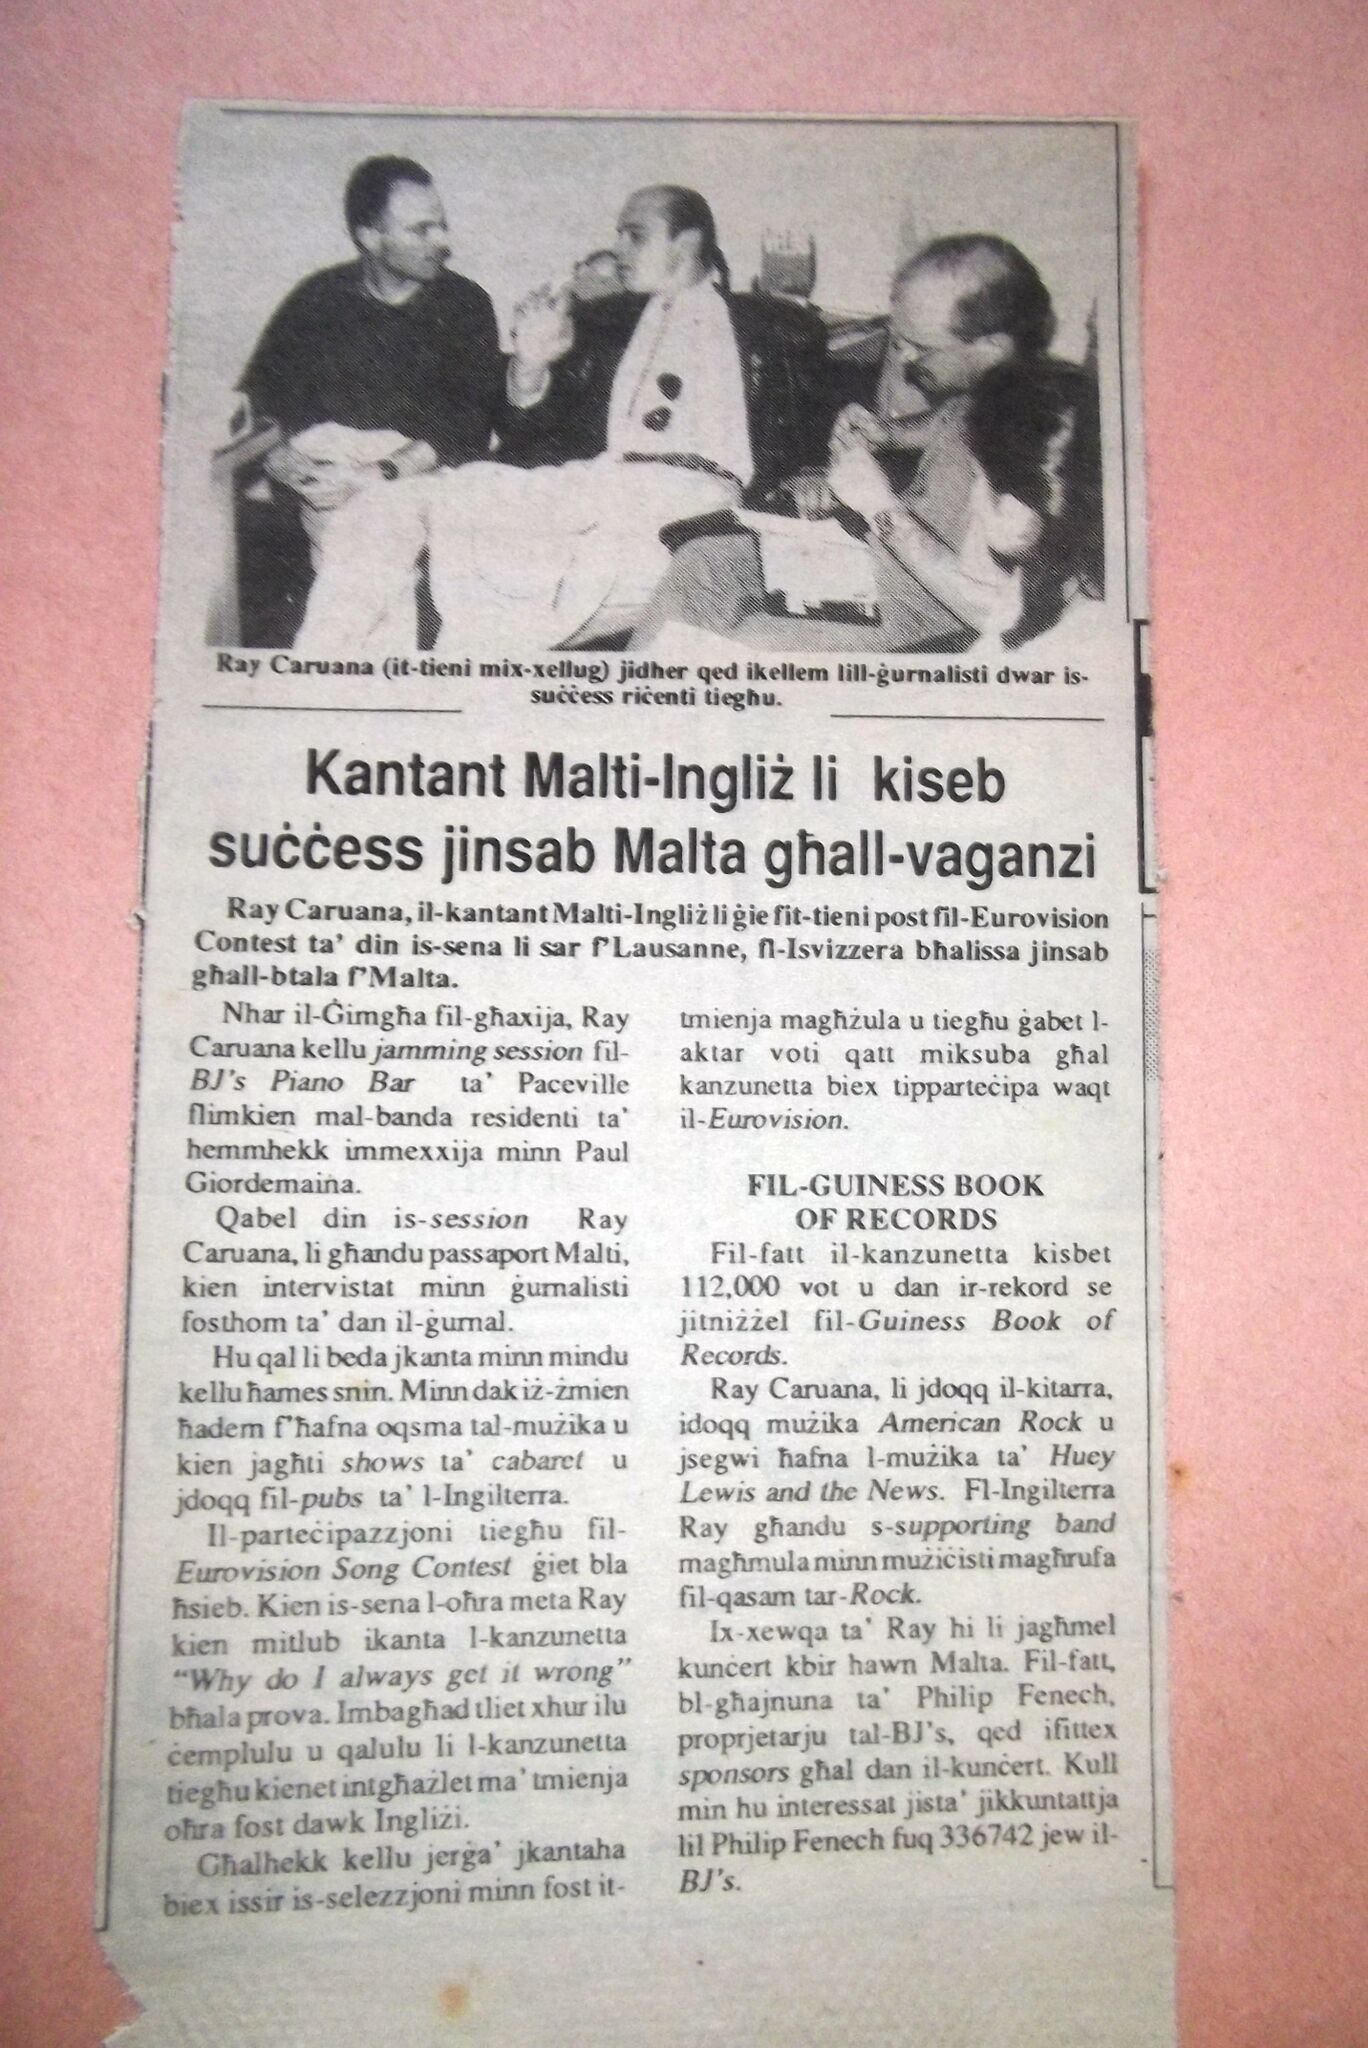 Ray Caruana (it-tieni mix-xellug) jidher qed ikellem lill-ġurnalisti dwar is-
suċċess riċenti tiegħu.
Kantant Malti-Ingliż li kiseb
suċċess jinsab Malta għall-vaganzi
Ray Caruana, il-kantant Malti-Ingliż li ġie fit-tieni post fil-Eurovision
Contest ta' din is-sena li sar f'Lausanne, fl-Isvizzera bħalissa jinsab
għall-btala f'Malta.
Nhar il-Ġimgħa fil-għaxija, Ray
Caruana kellu jamming session fil-
BJ's Piano Bar ta' Paceville
flimkien mal-banda residenti ta'
hemmhekk immexxija minn Paul
Giordemaina.
Qabel din is-session Ray
Caruana, li għandu passaport Malti,
kien intervistat minn ġurnalisti
fosthom ta' dan il-ġurnal.
Hu qal li beda jkanta minn mindu
kellu ħames snin. Minn dak iż-żmien
ħadem f'ħafna oqsma tal-mużika u
kien jagħti shows ta' cabaret u
jdoqq fil-pubs ta' l-Ingilterra.
Il-parteċipazzjoni tiegħu fil-
Eurovision Song Contest ġiet bla
ħsieb. Kien is-sena l-oħra meta Ray
kien mitlub ikanta l-kanzunetta
"Why do I always get it wrong"
bħala prova. Imbagħad tliet xhur ilu
ċemplulu u qalulu li l-kanzunetta
tiegħu kienet intgħażlet ma' tmienja
oħra fost dawk Ingliżi.
Għalhekk kellu jerġa' jkantaha
biex issir is-selezzjoni minn fost it-
tmienja magħżula u tiegħu ġabet l-
aktar voti qatt miksuba għal
kanzunetta biex tipparteċipa waqt
il-Eurovision.
FIL-GUINESS BOOK
OF RECORDS
Fil-fatt il-kanzunetta kisbet
112,000 vot u dan ir-rekord se
jitniżżel fil-Guiness Book of
Records.
Ray Caruana, li jdoqq il-kitarra,
idoqq mużika American Rock u
jsegwi ħafna l-mużika ta' Huey
Lewis and the News. Fl-Ingilterra
Ray għandu s-supporting band
magħmula minn mużiċisti magħrufa
fil-qasam tar-Rock.
Ix-xewqa ta' Ray hi li jagħmel
kunċert kbir hawn Malta. Fil-fatt,
bl-għajnuna ta' Philip Fenech,
proprjetarju tal-BJ's, qed ifittex
sponsors għal dan il-kunċert. Kull
min hu interessat jista' jikkuntattja
lil Philip Fenech fuq 336742 jew il-
BJ's.